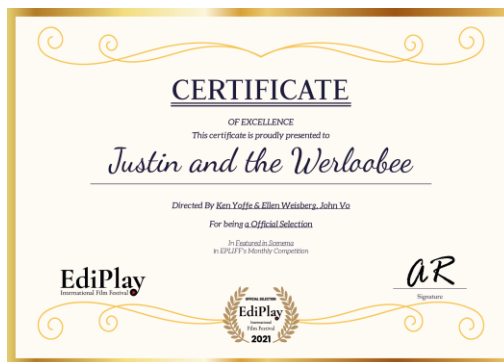 CERTIFICATE
OF EXCELLENCE
This certificate is proudly presented to
Justin and the Werloobee
Directed By Ken Yoffe & Ellen Weisberg, John Vo
For being a Official Selection
In Featured in Somema
in EPLIFF's Monthly Competition
EdiPlay
International Film Festival
AR
Signature
OFFICIAL SELECTION
EdiPlay
International
Film Festival
2021